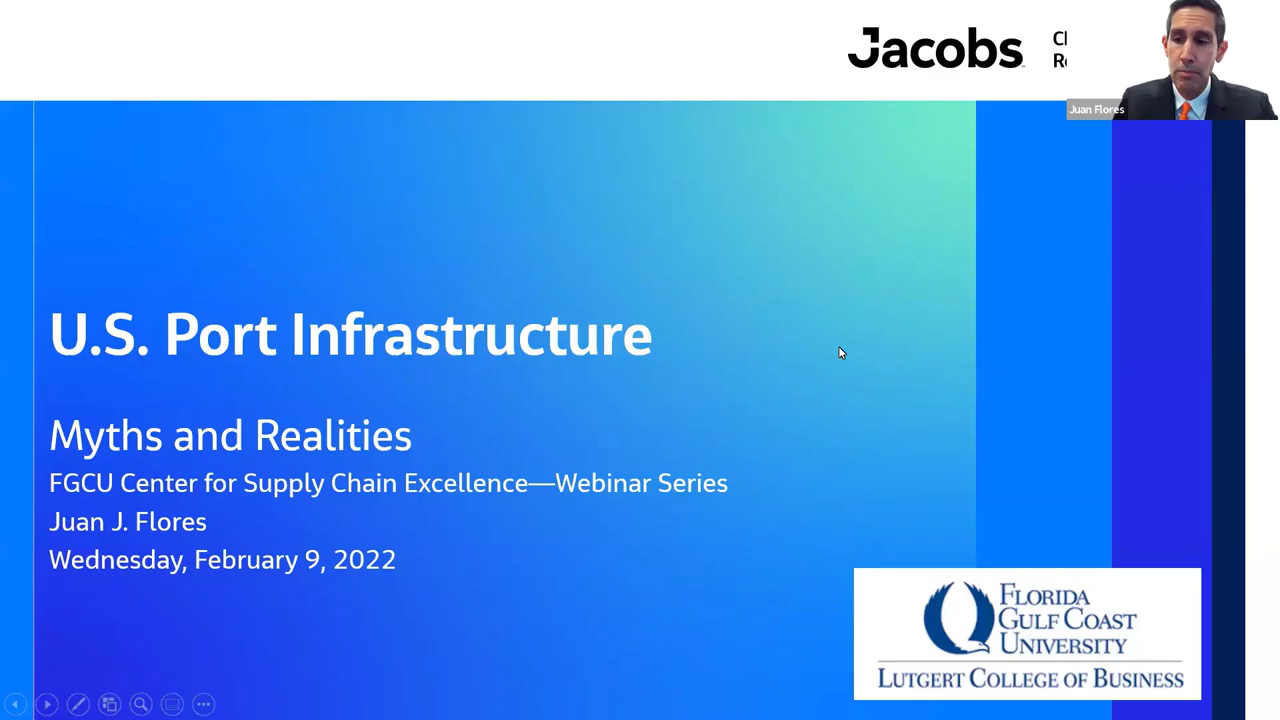 Jacobs
Juan Flores
U.S. Port Infrastructure
Myths and Realities
FGCU Center for Supply Chain Excellence—Webinar Series
Juan J. Flores
Wednesday, February 9, 2022
FLORIDA
GULF COAST
UNIVERSITY
LUTGERT COLLEGE OF BUSINESS